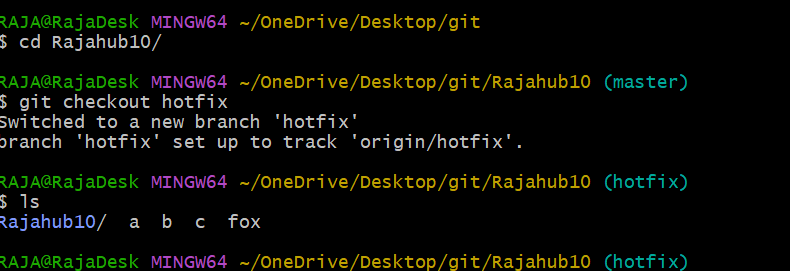 RAJA@RajaDesk MINGW64 ~/OneDrive/Desktop/git
$ cd Rajahub10/
RAJA@RajaDesk MINGW64 ~/OneDrive/Desktop/git/Rajahub10 (master)
$ git checkout hotfix
Switched to a new branch 'hotfix'
branch 'hotfix' set up to track 'origin/hotfix'.
RAJA@RajaDesk MINGW64 ~/OneDrive/Desktop/git/Rajahub10 (hotfix)
$ ls
Rajahub10/  a  b  c  fox
RAJA@RajaDesk MINGW64 ~/OneDrive/Desktop/git/Rajahub10 (hotfix)